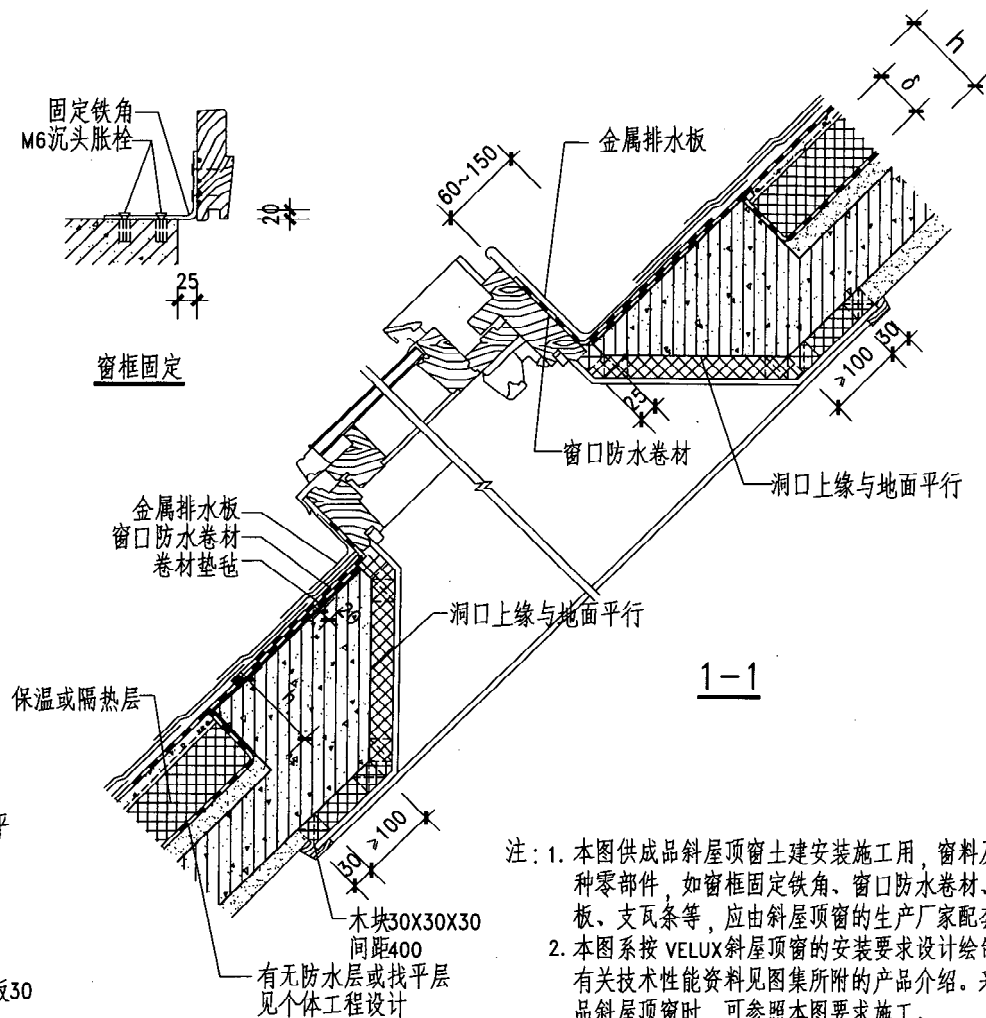 固定铁角
M6沉头胀栓
20
25
窗框固定
金属排水板
60~150
h
δ
30
≥100
25
窗口防水卷材
洞口上缘与地面平行
金属排水板
窗口防水卷材
卷材垫毡
20
洞口上缘与地面平行
1-1
保温或隔热层
h
≥100
30
木块30X30X30
间距400
有无防水层或找平层
见个体工程设计
平
板30
注: 1. 本图供成品斜屋顶窗土建安装施工用, 窗料及
种零部件, 如窗框固定铁角、窗口防水卷材、
板、支瓦条等, 应由斜屋顶窗的生产厂家配套
2. 本图系按 VELUX斜屋顶窗的安装要求设计绘制
有关技术性能资料见图集所附的产品介绍。采
品斜屋顶窗时, 可参照本图要求施工。